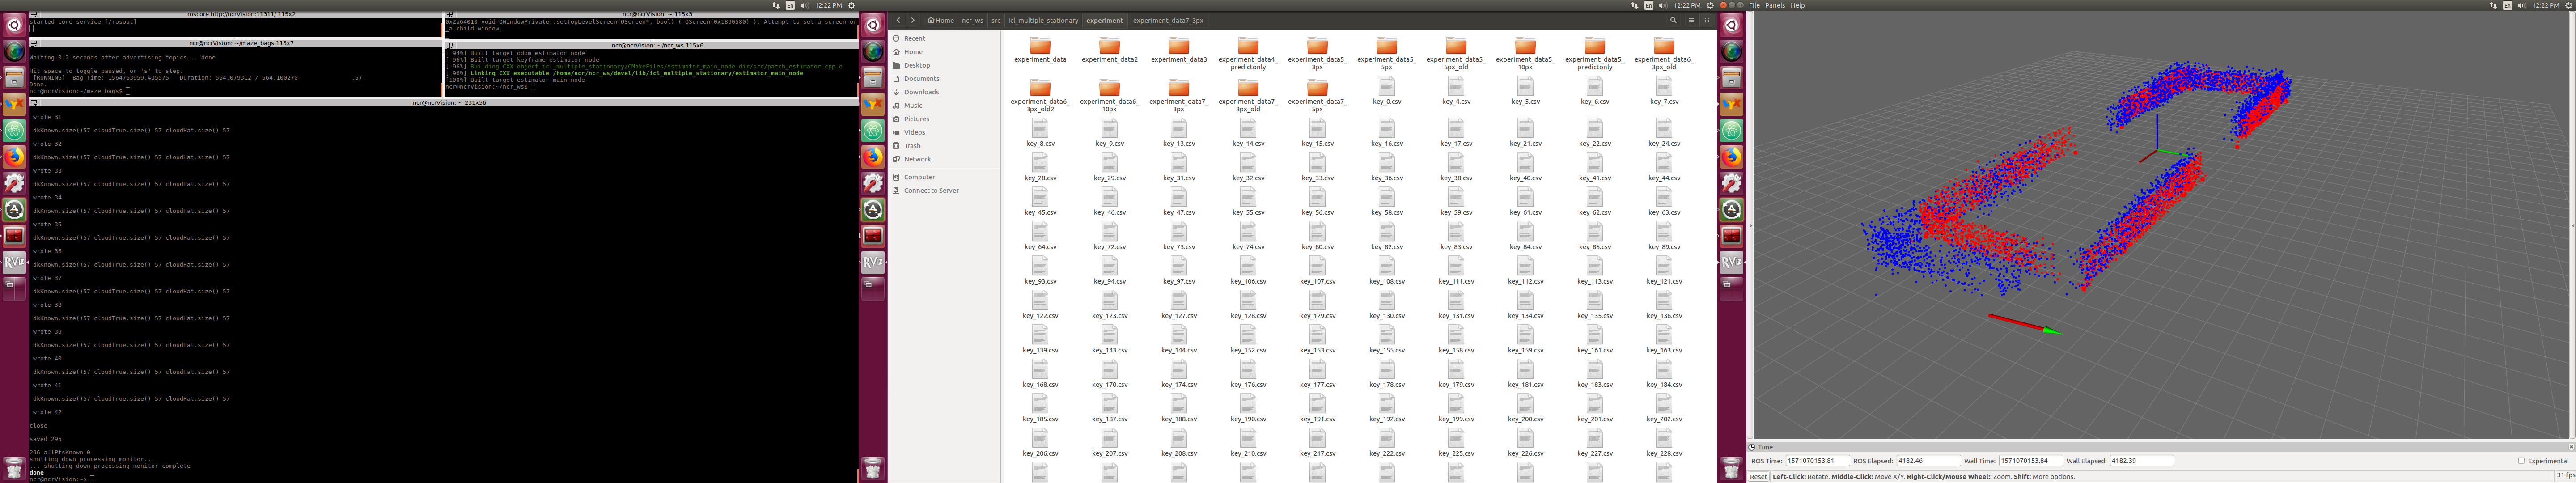 En 12:22 PM
roscore http://ncrVision:11311/ 115x2
started core service [/rosout]
ncr@ncrVision: ~ 115x3
0x2a64010 void QWindowPrivate::setTopLevelScreen(QScreen*, bool) ( QScreen(0x1890580) ): Attempt to set a screen on
a child window.
ncr@ncrVision: ~/maze_bags 115x7
Waiting 0.2 seconds after advertising topics... done.
Hit space to toggle paused, or 's' to step.
[RUNNING] Bag Time: 1564763959.435575 Duration: 564.079312 / 564.100270 .57
Done.
ncr@ncrVision:~/maze_bags$
ncr@ncrVision: ~/ncr_ws 115x6
[ 94%] Built target odom_estimator_node
[ 96%] Built target keyframe_estimator_node
[ 96%] Building CXX object icl_multiple_stationary/CMakeFiles/estimator_main_node.dir/src/patch_estimator.cpp.o
[ 96%] Linking CXX executable /home/ncr/ncr_ws/devel/lib/icl_multiple_stationary/estimator_main_node
[100%] Built target estimator_main_node
ncr@ncrVision:~/ncr_ws$
ncr@ncrVision: ~ 231x56
wrote 31
dkKnown.size()57 cloudTrue.size() 57 cloudHat.size() 57
wrote 32
dkKnown.size()57 cloudTrue.size() 57 cloudHat.size() 57
wrote 33
dkKnown.size()57 cloudTrue.size() 57 cloudHat.size() 57
wrote 34
dkKnown.size()57 cloudTrue.size() 57 cloudHat.size() 57
wrote 35
dkKnown.size()57 cloudTrue.size() 57 cloudHat.size() 57
wrote 36
dkKnown.size()57 cloudTrue.size() 57 cloudHat.size() 57
wrote 37
dkKnown.size()57 cloudTrue.size() 57 cloudHat.size() 57
wrote 38
dkKnown.size()57 cloudTrue.size() 57 cloudHat.size() 57
wrote 39
dkKnown.size()57 cloudTrue.size() 57 cloudHat.size() 57
wrote 40
dkKnown.size()57 cloudTrue.size() 57 cloudHat.size() 57
wrote 41
dkKnown.size()57 cloudTrue.size() 57 cloudHat.size() 57
wrote 42
close
saved 295
296 allPtsKnown 0
shutting down processing monitor...
... shutting down processing monitor complete
done
ncr@ncrVision:~$
En 12:22 PM
Home ncr_ws src icl_multiple_stationary experiment experiment_data7_3px
Recent
Home
Desktop
Documents
Downloads
Music
Pictures
Videos
Trash
Network
Computer
Connect to Server
experiment_data experiment_data2 experiment_data3 experiment_data4_predictonly experiment_data5_3px experiment_data5_5px experiment_data5_5px_old experiment_data5_10px experiment_data5_predictonly experiment_data6_3px_old
experiment_data6_3px_old2 experiment_data6_10px experiment_data7_3px experiment_data7_3px_old experiment_data7_5px key_0.csv key_4.csv key_5.csv key_6.csv key_7.csv
key_8.csv key_9.csv key_13.csv key_14.csv key_15.csv key_16.csv key_17.csv key_21.csv key_22.csv key_24.csv
key_28.csv key_29.csv key_31.csv key_32.csv key_33.csv key_36.csv key_38.csv key_40.csv key_41.csv key_44.csv
key_45.csv key_46.csv key_47.csv key_55.csv key_56.csv key_58.csv key_59.csv key_61.csv key_62.csv key_63.csv
key_64.csv key_72.csv key_73.csv key_74.csv key_80.csv key_82.csv key_83.csv key_84.csv key_85.csv key_89.csv
key_93.csv key_94.csv key_97.csv key_106.csv key_107.csv key_108.csv key_111.csv key_112.csv key_113.csv key_121.csv
key_122.csv key_123.csv key_127.csv key_128.csv key_129.csv key_130.csv key_131.csv key_134.csv key_135.csv key_136.csv
key_139.csv key_143.csv key_144.csv key_152.csv key_153.csv key_155.csv key_158.csv key_159.csv key_161.csv key_163.csv
key_168.csv key_170.csv key_174.csv key_176.csv key_177.csv key_178.csv key_179.csv key_181.csv key_183.csv key_184.csv
key_185.csv key_187.csv key_188.csv key_190.csv key_191.csv key_192.csv key_199.csv key_200.csv key_201.csv key_202.csv
key_206.csv key_207.csv key_208.csv key_210.csv key_217.csv key_222.csv key_225.csv key_226.csv key_227.csv key_228.csv
File Panels Help En 12:22 PM
RViz
Time
ROS Time: 1571070153.81 ROS Elapsed: 4182.46 Wall Time: 1571070153.84 Wall Elapsed: 4182.39 Experimental
Reset Left-Click: Rotate. Middle-Click: Move X/Y. Right-Click/Mouse Wheel:: Zoom. Shift: More options. 31 fps